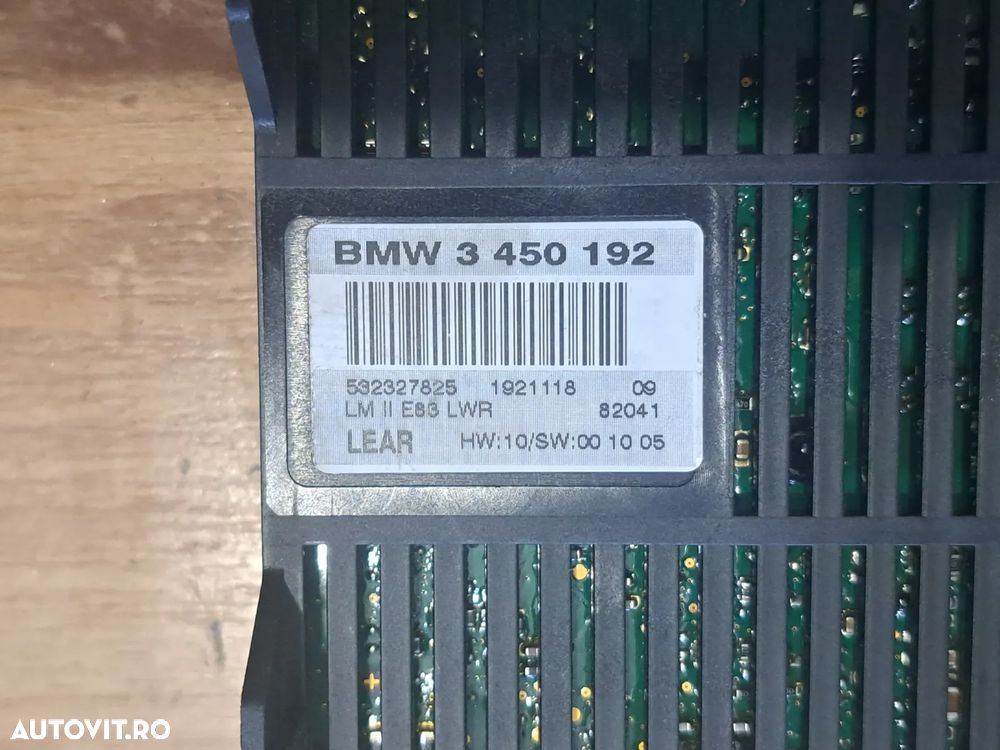 BMW 3 450 192
532327825 1921118 09
LM II E83 LWR 82041
LEAR HW:10/SW:00 10 05
AUTOVIT.RO